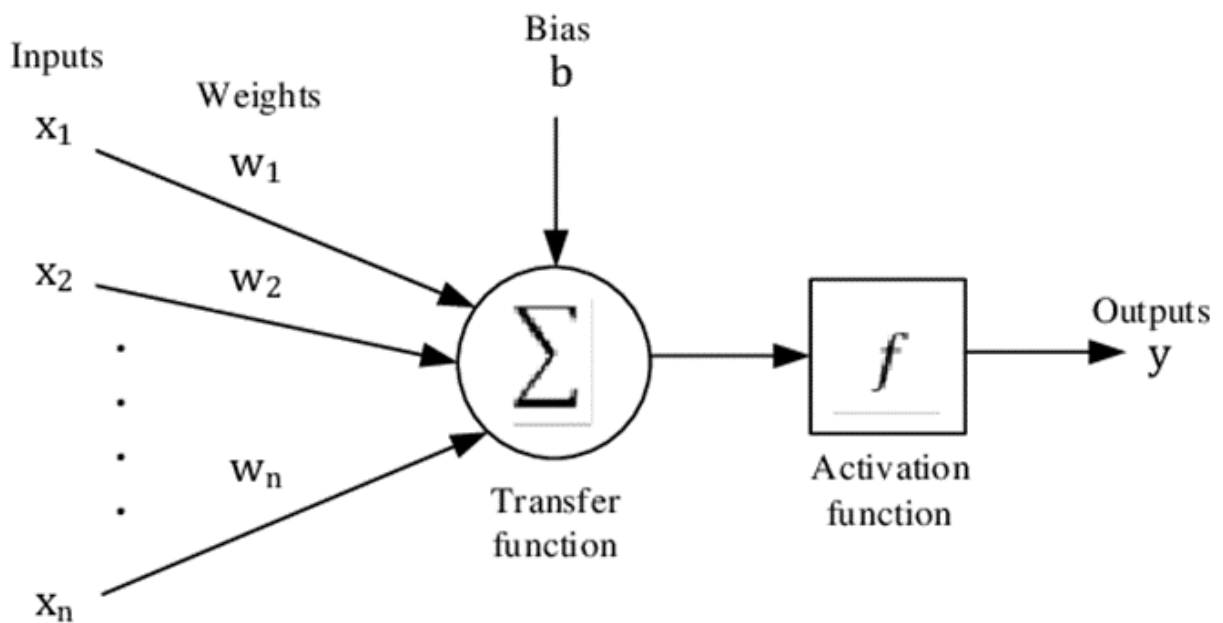 Inputs
Weights
Bias
b
x₁
w₁
x₂
w₂
wₙ
xₙ
∑
Transfer
function
f
Activation
function
Outputs
y